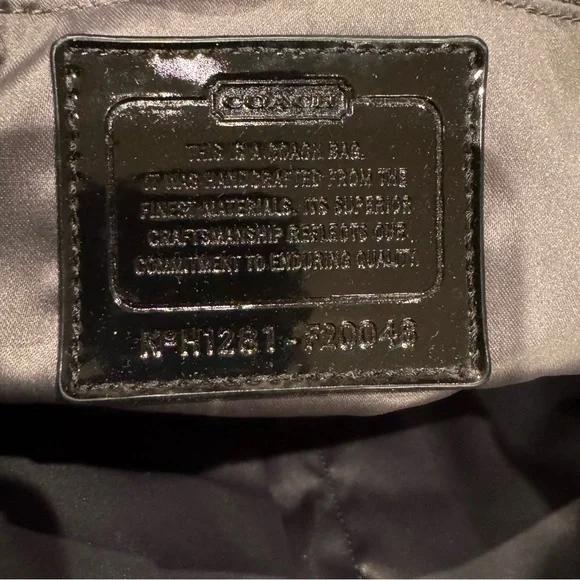 COACH
THIS IS A COACH BAG.
IT WAS HANDCRAFTED FROM THE
FINEST MATERIALS. ITS SUPERIOR
CRAFTSMANSHIP REFLECTS OUR
COMMITMENT TO ENDURING QUALITY.
Nº H1281-F20046